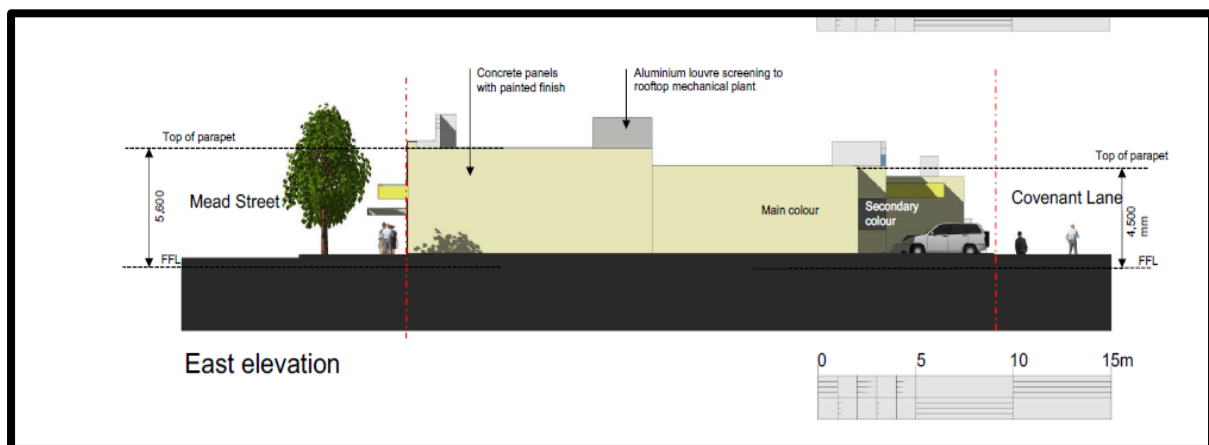 Concrete panels
with painted finish
Aluminium louvre screening to
rooftop mechanical plant
Top of parapet
Top of parapet
5,600
Mead Street
Main colour
Secondary
colour
Covenant Lane
4,500
mm
FFL
FFL
East elevation
0 5 10 15m